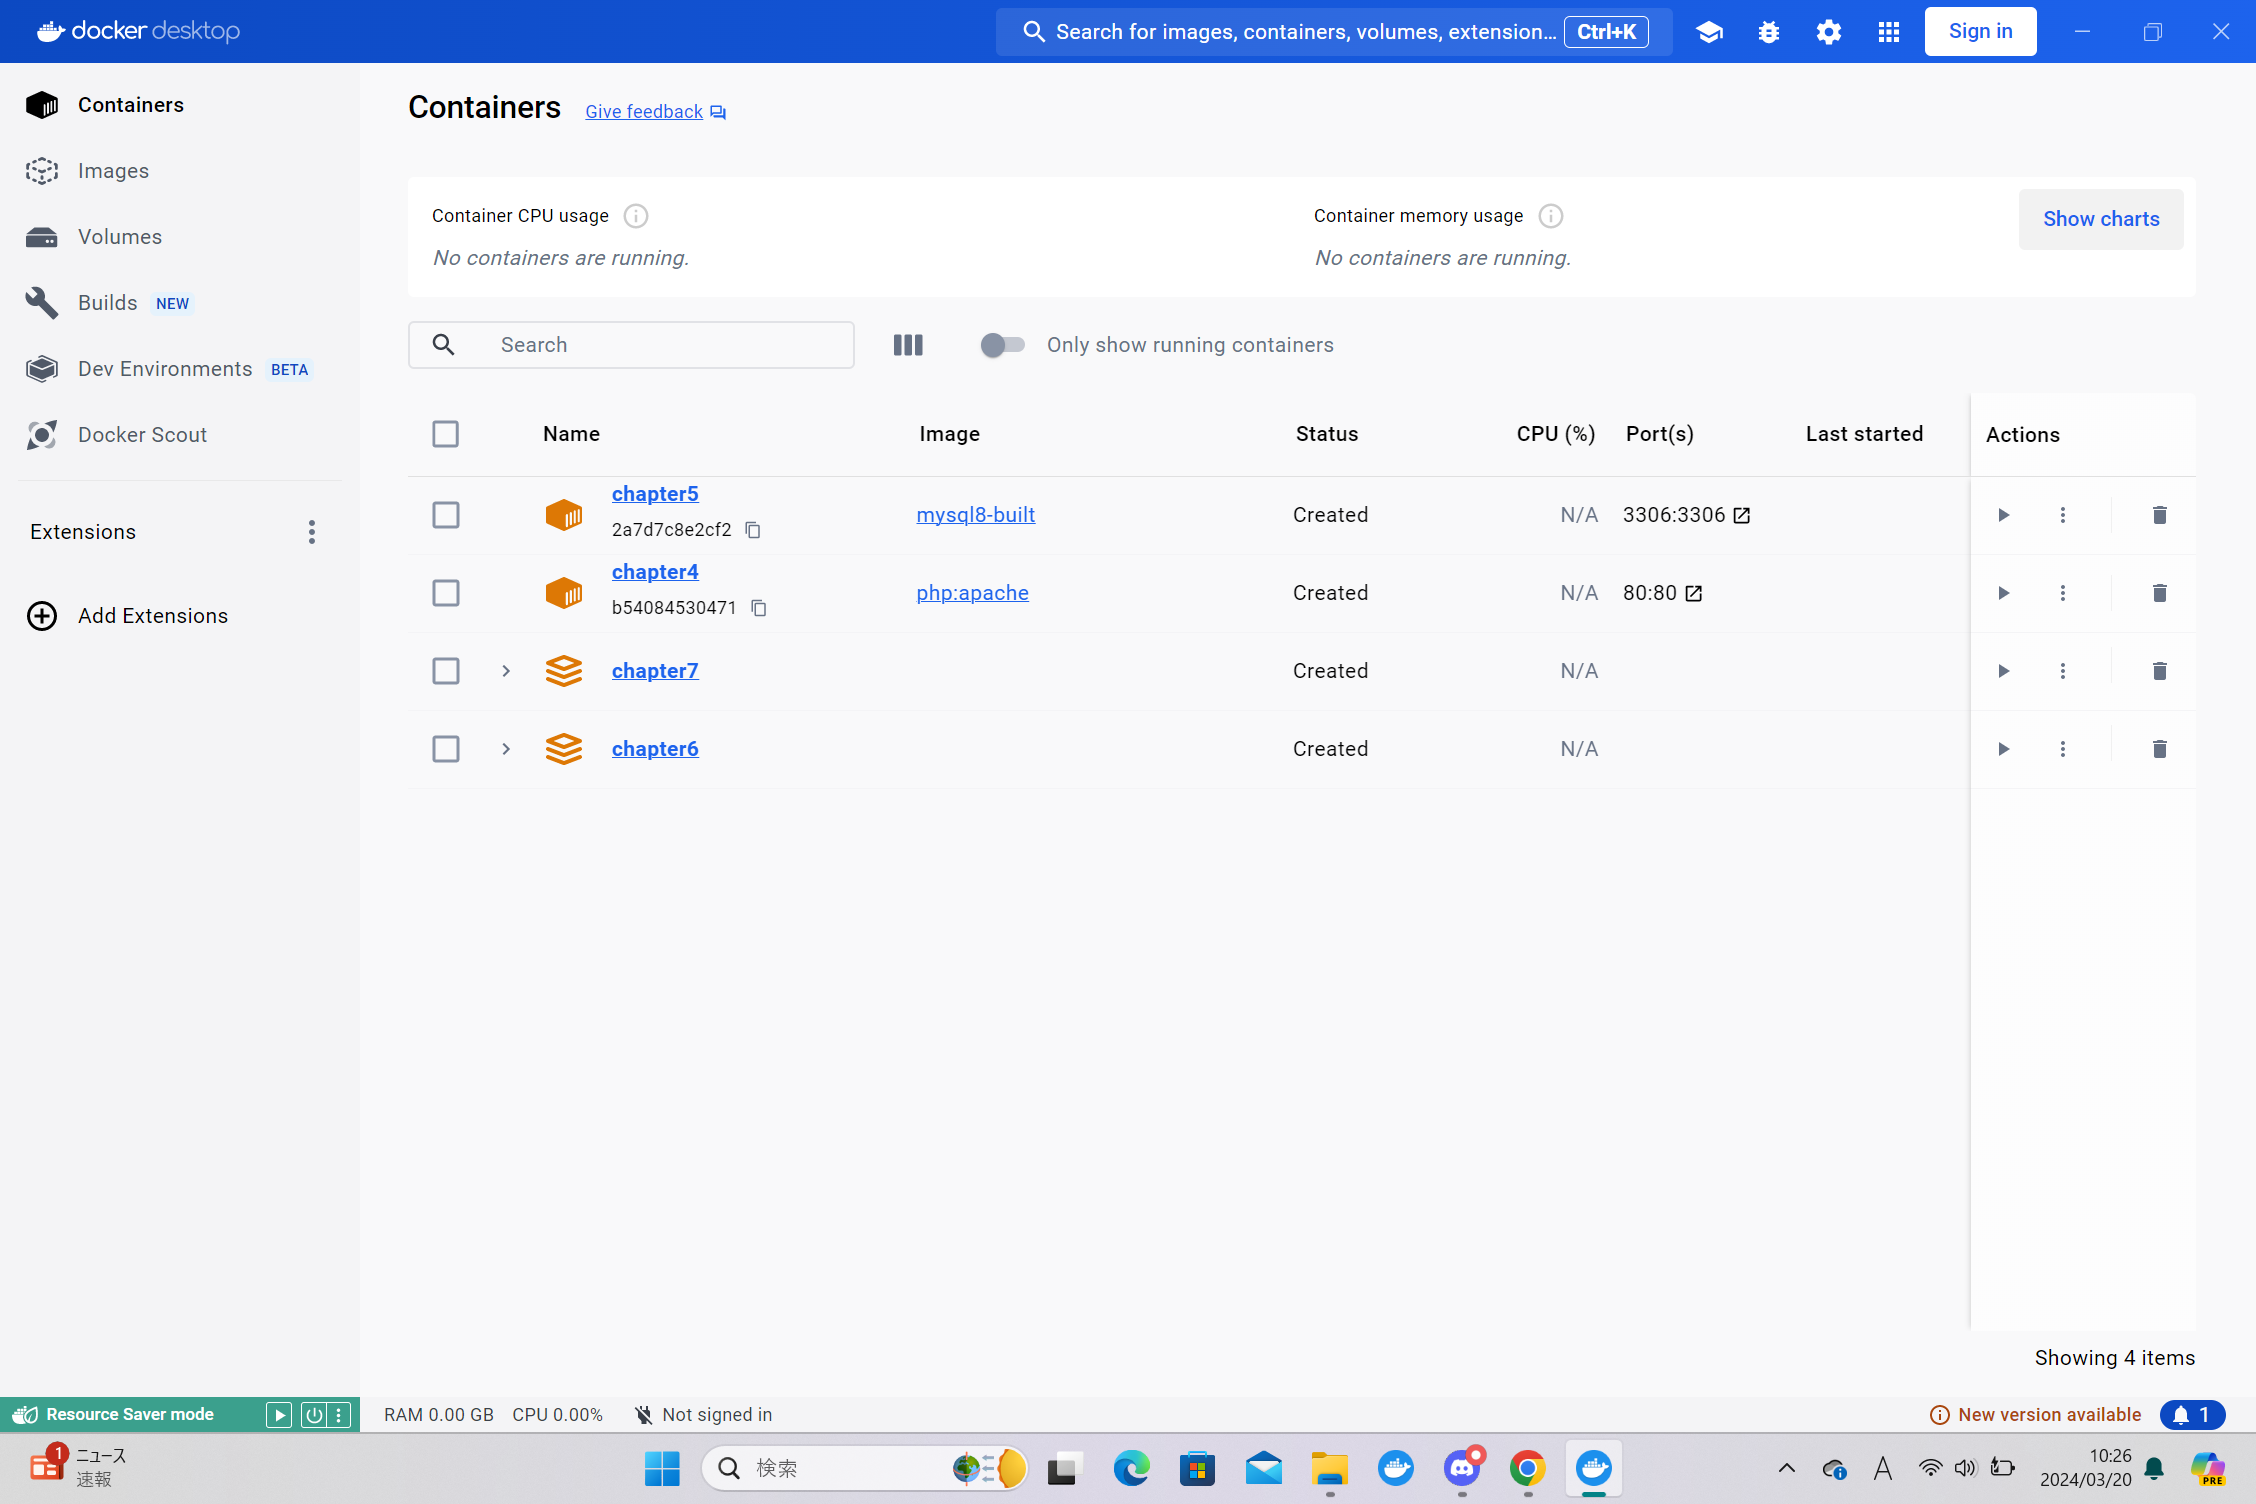 docker desktop
Search for images, containers, volumes, extension... Ctrl+K
Sign in
Containers
Images
Volumes
Builds NEW
Dev Environments BETA
Docker Scout
Extensions
Add Extensions
Containers Give feedback
Container CPU usage
No containers are running.
Container memory usage
No containers are running.
Show charts
Search
Only show running containers
Name Image Status CPU (%) Port(s) Last started Actions
chapter5
2a7d7c8e2cf2
mysql8-built Created N/A 3306:3306
chapter4
b54084530471
php:apache Created N/A 80:80
chapter7 Created N/A
chapter6 Created N/A
Showing 4 items
Resource Saver mode
RAM 0.00 GB CPU 0.00% Not signed in
New version available 1
1
ニュース
速報
検索
A
10:26
2024/03/20
PRE